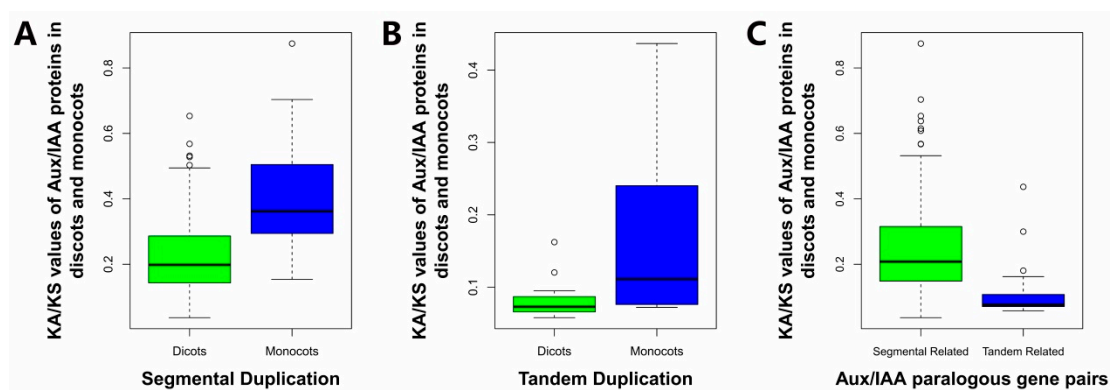 A
KA/KS values of Aux/IAA proteins in
discots and monocots
0.8
0.6
0.4
0.2
Dicots
Monocots
Segmental Duplication
B
KA/KS values of Aux/IAA proteins in
discots and monocots
0.4
0.3
0.2
0.1
Dicots
Monocots
Tandem Duplication
C
KA/KS values of Aux/IAA proteins in
discots and monocots
0.8
0.6
0.4
0.2
Segmental Related
Tandem Related
Aux/IAA paralogous gene pairs